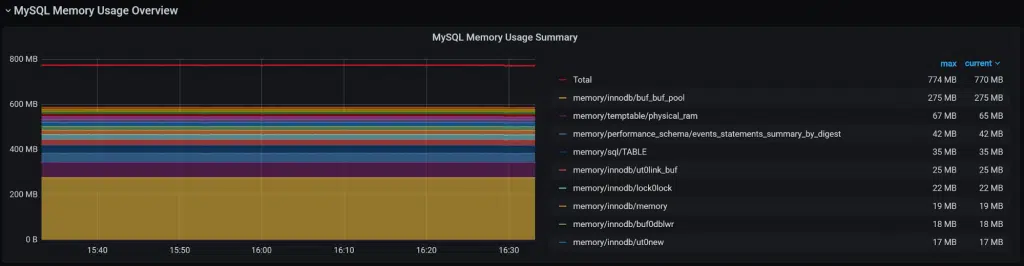 MySQL Memory Usage Overview
MySQL Memory Usage Summary
800 MB
600 MB
400 MB
200 MB
0 B
15:40 15:50 16:00 16:10 16:20 16:30
max current
Total 774 MB 770 MB
memory/innodb/buf_buf_pool 275 MB 275 MB
memory/temptable/physical_ram 67 MB 65 MB
memory/performance_schema/events_statements_summary_by_digest 42 MB 42 MB
memory/sql/TABLE 35 MB 35 MB
memory/innodb/ut0link_buf 25 MB 25 MB
memory/innodb/lock0lock 22 MB 22 MB
memory/innodb/memory 19 MB 19 MB
memory/innodb/buf0dblwr 18 MB 18 MB
memory/innodb/ut0new 17 MB 17 MB